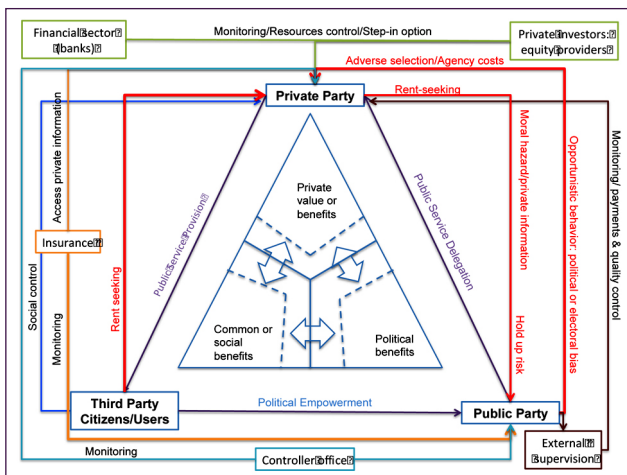 Financial sector
(banks)
Monitoring/Resources control/Step-in option
Private investors:
equity providers
Adverse selection/Agency costs
Private Party
Rent-seeking
Access private information
Social control
Monitoring
Insurance
Rent seeking
Public Service Provision
Private
value or
benefits
Public Service Delegation
Moral hazard/private information
Hold up risk
Opportunistic behavior: political or
electoral bias
Monitoring/ payments & quality control
Common or
social
benefits
Political
benefits
Third Party
Citizens/Users
Political Empowerment
Public Party
Monitoring
Controller office
External
supervision